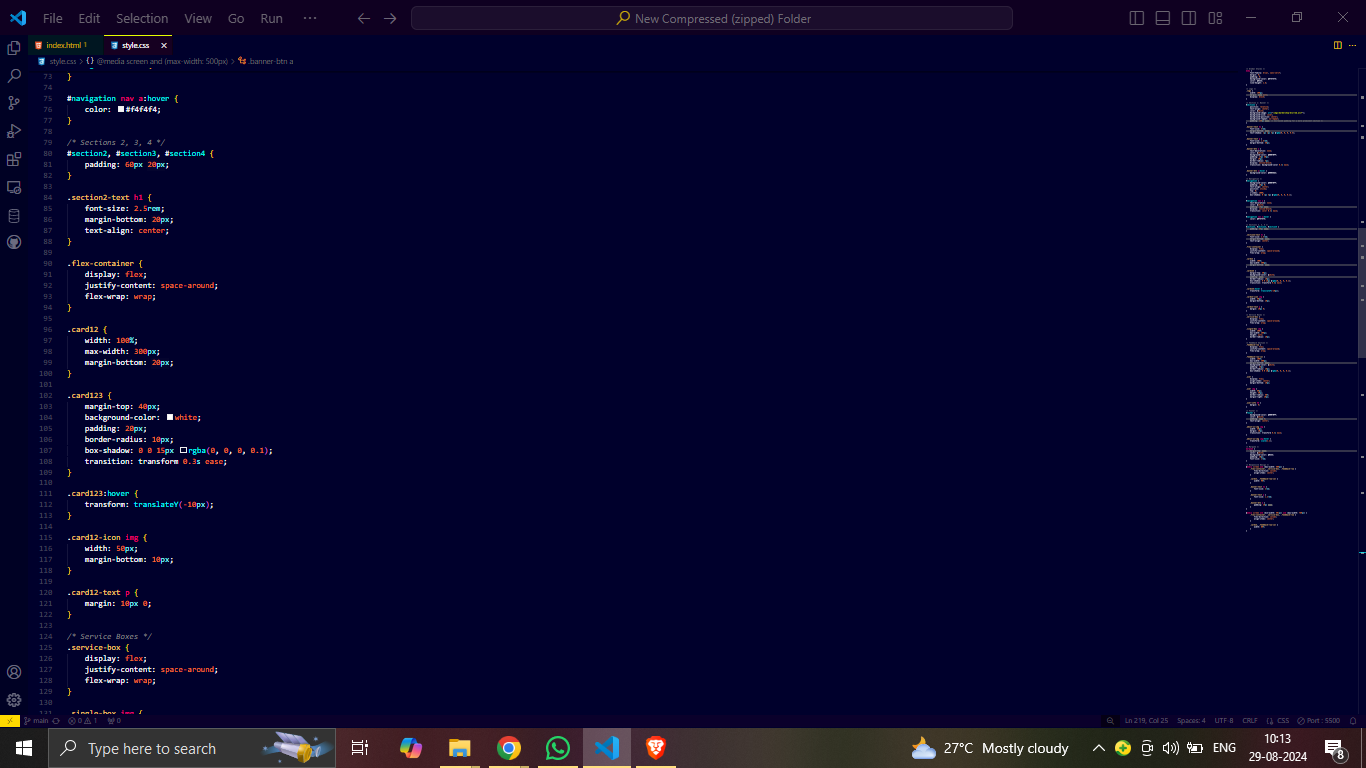 File Edit Selection View Go Run ··· New Compressed (zipped) Folder
index.html 1 style.css
style.css > {} @media screen and (max-width: 500px) > .banner-btn a
73 }
74
75 #navigation nav a:hover {
76 color: #f4f4f4;
77 }
78
79 /* Sections 2, 3, 4 */
80 #section2, #section3, #section4 {
81 padding: 60px 20px;
82 }
83
84 .section2-text h1 {
85 font-size: 2.5rem;
86 margin-bottom: 20px;
87 text-align: center;
88 }
89
90 .flex-container {
91 display: flex;
92 justify-content: space-around;
93 flex-wrap: wrap;
94 }
95
96 .card12 {
97 width: 100%;
98 max-width: 300px;
99 margin-bottom: 20px;
100 }
101
102 .card123 {
103 margin-top: 40px;
104 background-color: white;
105 padding: 20px;
106 border-radius: 10px;
107 box-shadow: 0 0 15px rgba(0, 0, 0, 0.1);
108 transition: transform 0.3s ease;
109 }
110
111 .card123:hover {
112 transform: translateY(-10px);
113 }
114
115 .card12-icon img {
116 width: 50px;
117 margin-bottom: 10px;
118 }
119
120 .card12-text p {
121 margin: 10px 0;
122 }
123
124 /* Service Boxes */
125 .service-box {
126 display: flex;
127 justify-content: space-around;
128 flex-wrap: wrap;
129 }
130
131 .single-box img {
main 0 1 0 Ln 219, Col 25 Spaces: 4 UTF-8 CRLF CSS Port : 5500
Type here to search 27°C Mostly cloudy ENG 10:13
29-08-2024 8